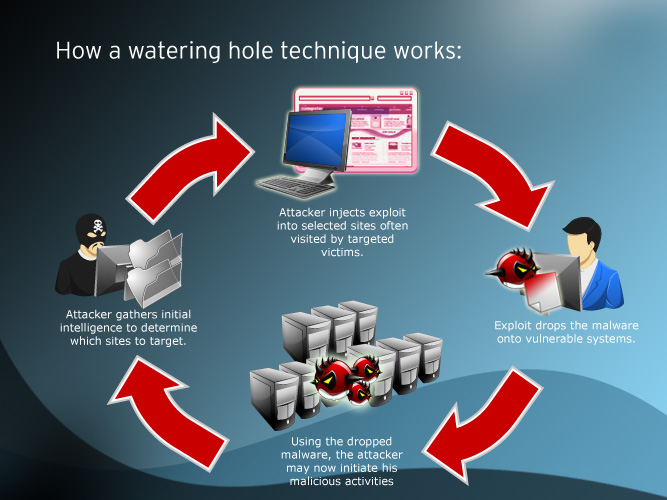 How a watering hole technique works:
Attacker injects exploit
into selected sites often
visited by targeted
victims.
Attacker gathers initial
intelligence to determine
which sites to target.
Exploit drops the malware
onto vulnerable systems.
Using the dropped
malware, the attacker
may now initiate his
malicious activities